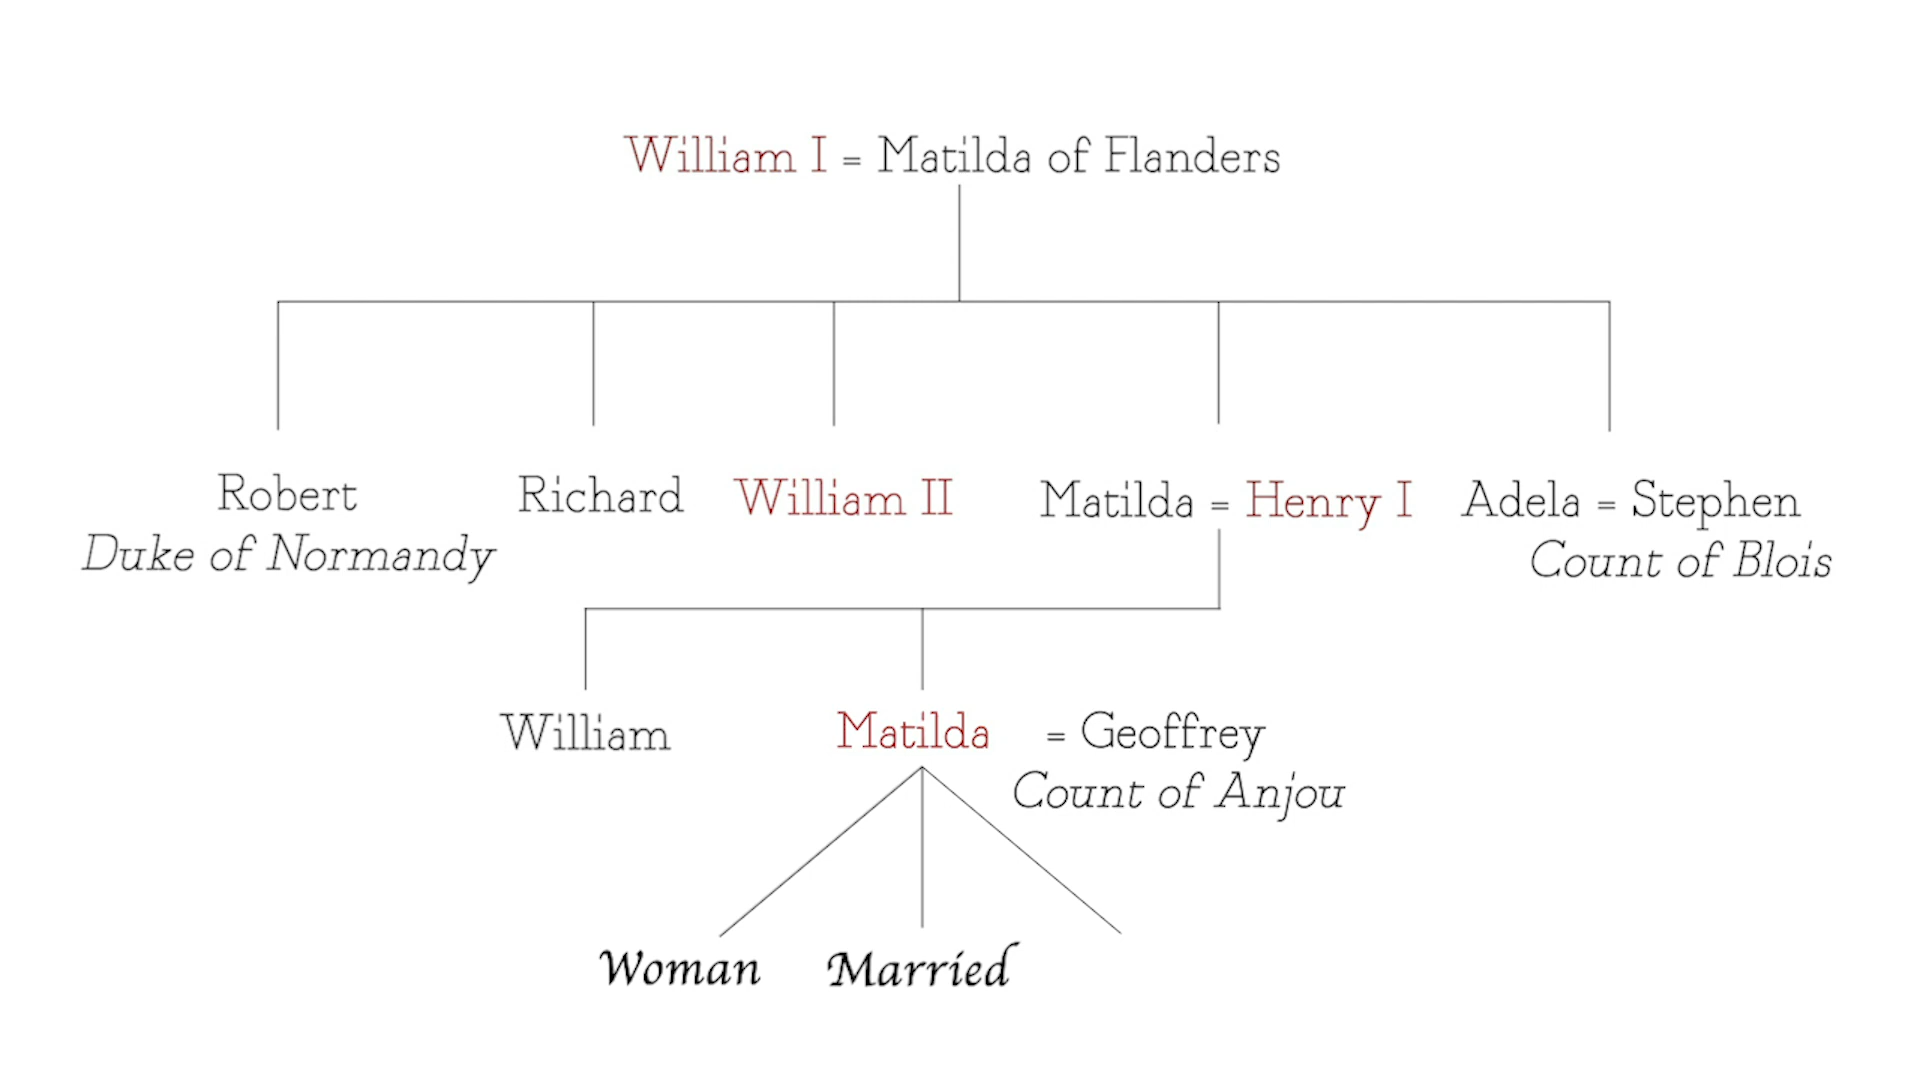 William I = Matilda of Flanders
Robert
Duke of Normandy
Richard
William II
Matilda = Henry I
Adela = Stephen
Count of Blois
William
Matilda = Geoffrey
Count of Anjou
Woman
Married